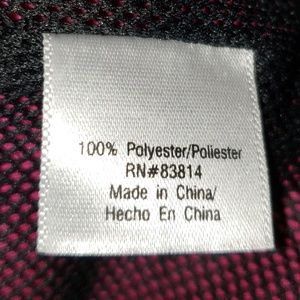 100% Polyester/Poliester
RN#83814
Made in China/
Hecho En China